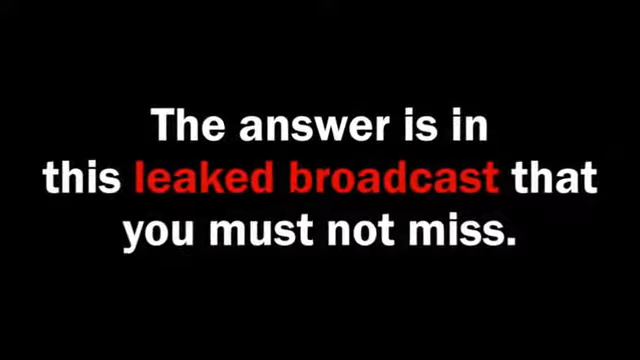 The answer is in
this leaked broadcast that
you must not miss.